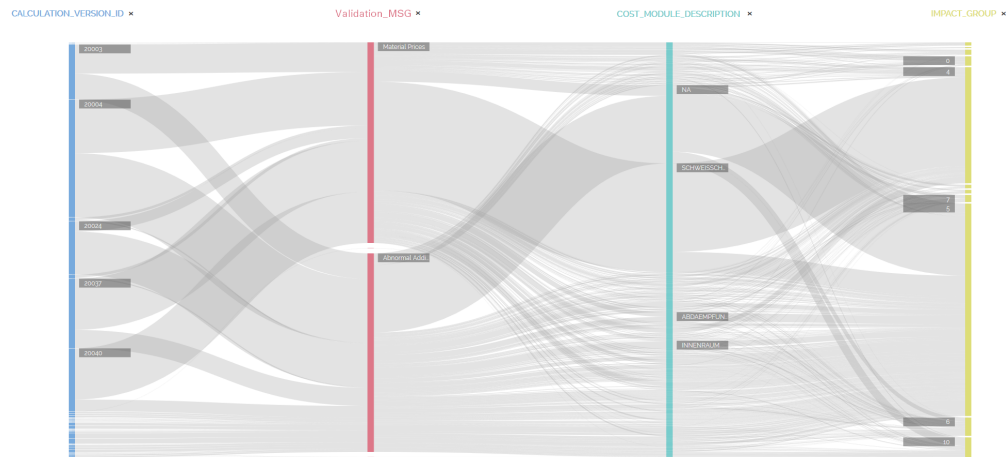 CALCULATION_VERSION_ID ×
Validation_MSG ×
COST_MODULE_DESCRIPTION ×
IMPACT_GROUP ×
20003
20004
20024
20037
20040
Material Prices
Abnormal Addi
NA
SCHWEISSCH
ABDAEMPFUN
INNENRAUM
0
4
5
6
10